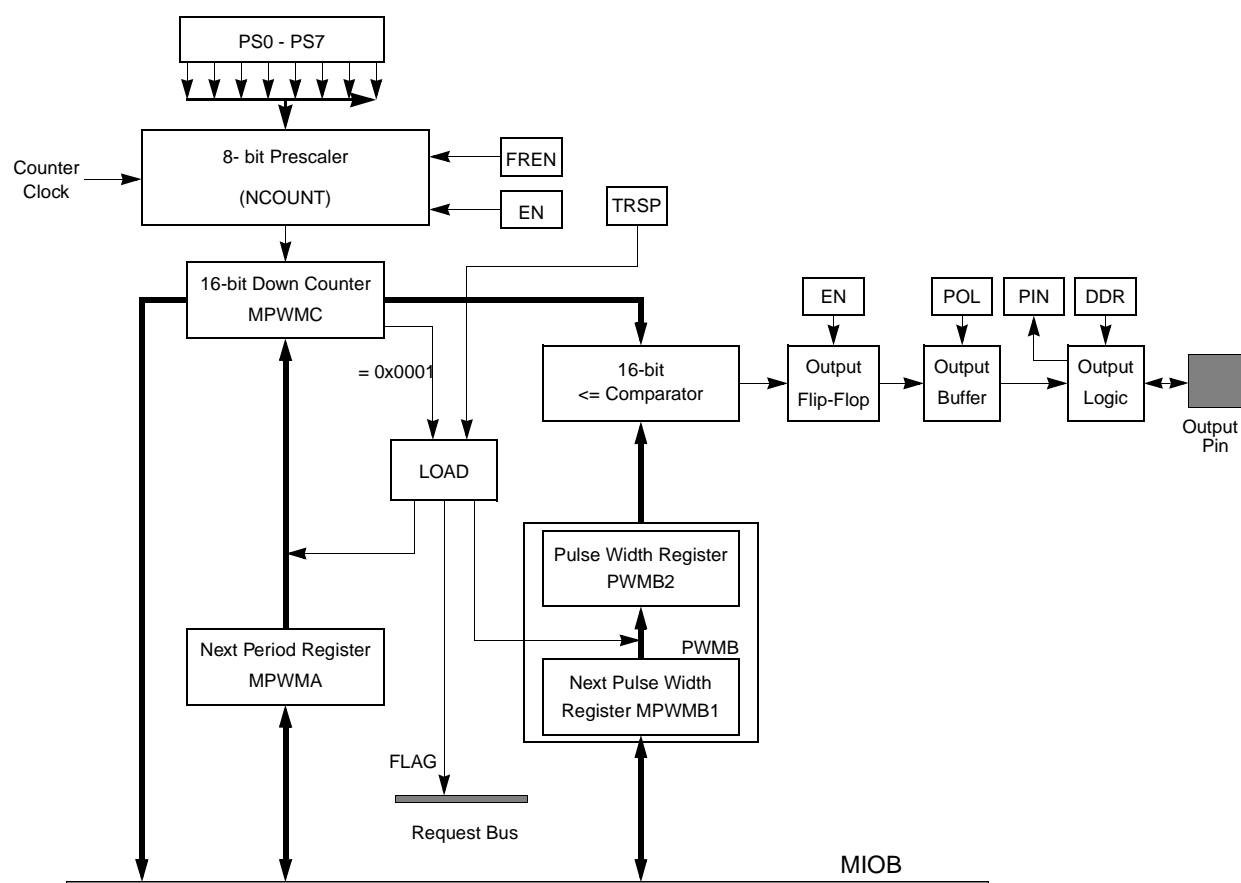 PS0 - PS7
8- bit Prescaler
(NCOUNT)
Counter
Clock
FREN
EN
TRSP
16-bit Down Counter
MPWMC
= 0x0001
16-bit
<= Comparator
EN
POL
PIN
DDR
Output
Flip-Flop
Output
Buffer
Output
Logic
Output
Pin
LOAD
Pulse Width Register
PWMB2
PWMB
Next Period Register
MPWMA
Next Pulse Width
Register MPWMB1
FLAG
Request Bus
MIOB